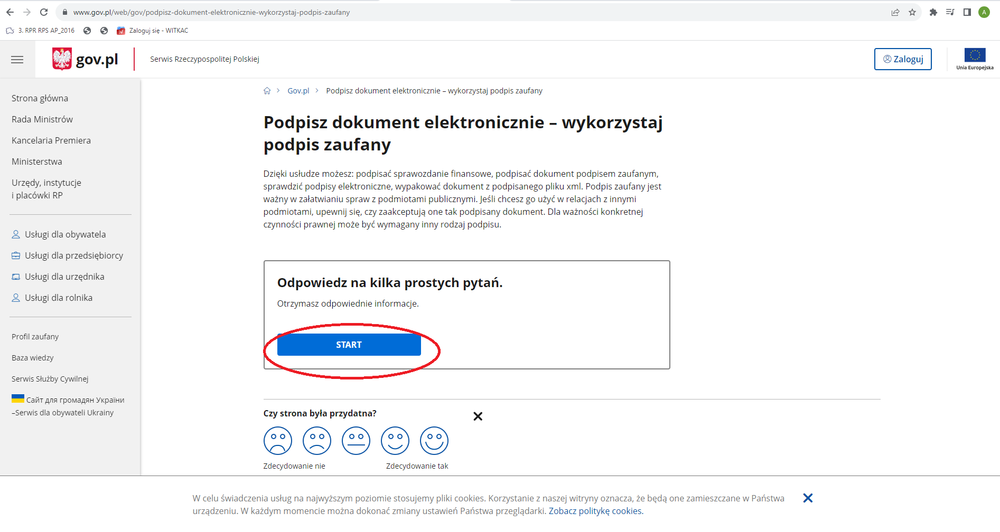 www.gov.pl/web/gov/podpisz-dokument-elektronicznie-wykorzystaj-podpis-zaufany
A
3. RPR RPS AP_2016
Zaloguj się - WITKAC
gov.pl
Serwis Rzeczypospolitej Polskiej
Zaloguj
Unia Europejska
Strona główna
Rada Ministrów
Kancelaria Premiera
Ministerstwa
Urzędy, instytucje
i placówki RP
Usługi dla obywatela
Usługi dla przedsiębiorcy
Usługi dla urzędnika
Usługi dla rolnika
Profil zaufany
Baza wiedzy
Serwis Służby Cywilnej
Сайт для громадян України
–Serwis dla obywateli Ukrainy
Gov.pl > Podpisz dokument elektronicznie – wykorzystaj podpis zaufany
Podpisz dokument elektronicznie – wykorzystaj
podpis zaufany
Dzięki usłudze możesz: podpisać sprawozdanie finansowe, podpisać dokument podpisem zaufanym,
sprawdzić podpisy elektroniczne, wypakować dokument z podpisanego pliku xml. Podpis zaufany jest
ważny w załatwianiu spraw z podmiotami publicznymi. Jeśli chcesz go użyć w relacjach z innymi
podmiotami, upewnij się, czy zaakceptują one tak podpisany dokument. Dla ważności konkretnej
czynności prawnej może być wymagany inny rodzaj podpisu.
Odpowiedz na kilka prostych pytań.
Otrzymasz odpowiednie informacje.
START
Czy strona była przydatna?
Zdecydowanie nie
Zdecydowanie tak
W celu świadczenia usług na najwyższym poziomie stosujemy pliki cookies. Korzystanie z naszej witryny oznacza, że będą one zamieszczane w Państwa
urządzeniu. W każdym momencie można dokonać zmiany ustawień Państwa przeglądarki. Zobacz politykę cookies.